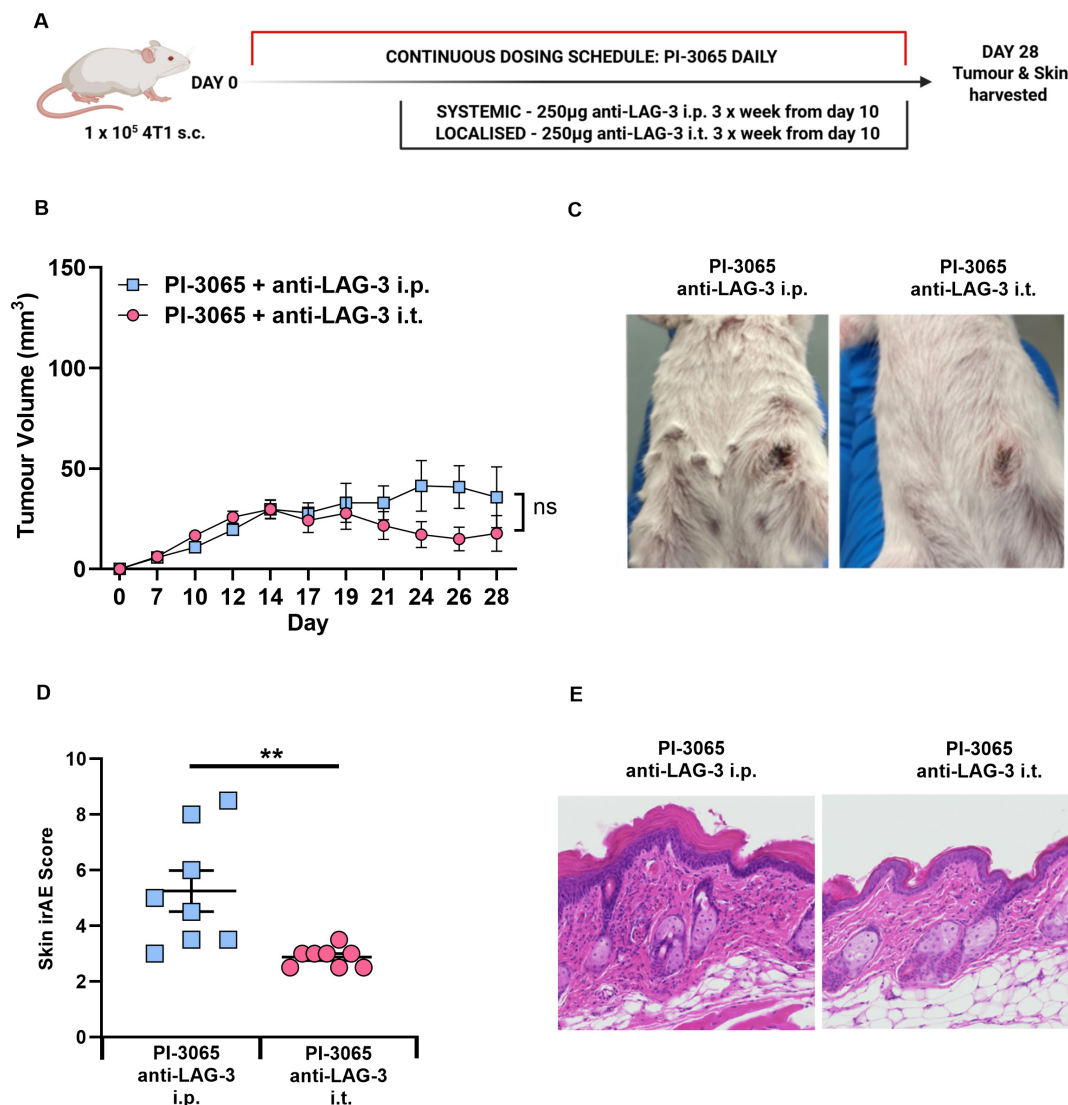 A
CONTINUOUS DOSING SCHEDULE: PI-3065 DAILY
DAY 0
SYSTEMIC - 250µg anti-LAG-3 i.p. 3 x week from day 10
LOCALISED - 250µg anti-LAG-3 i.t. 3 x week from day 10
DAY 28
Tumour & Skin
harvested
1 x 10⁵ 4T1 s.c.
B
Tumour Volume (mm³)
150
100
50
0
PI-3065 + anti-LAG-3 i.p.
PI-3065 + anti-LAG-3 i.t.
ns
0 7 10 12 14 17 19 21 24 26 28
Day
C
PI-3065
anti-LAG-3 i.p.
PI-3065
anti-LAG-3 i.t.
D
Skin irAE Score
10
8
6
4
2
0
**
PI-3065
anti-LAG-3
i.p.
PI-3065
anti-LAG-3
i.t.
E
PI-3065
anti-LAG-3 i.p.
PI-3065
anti-LAG-3 i.t.